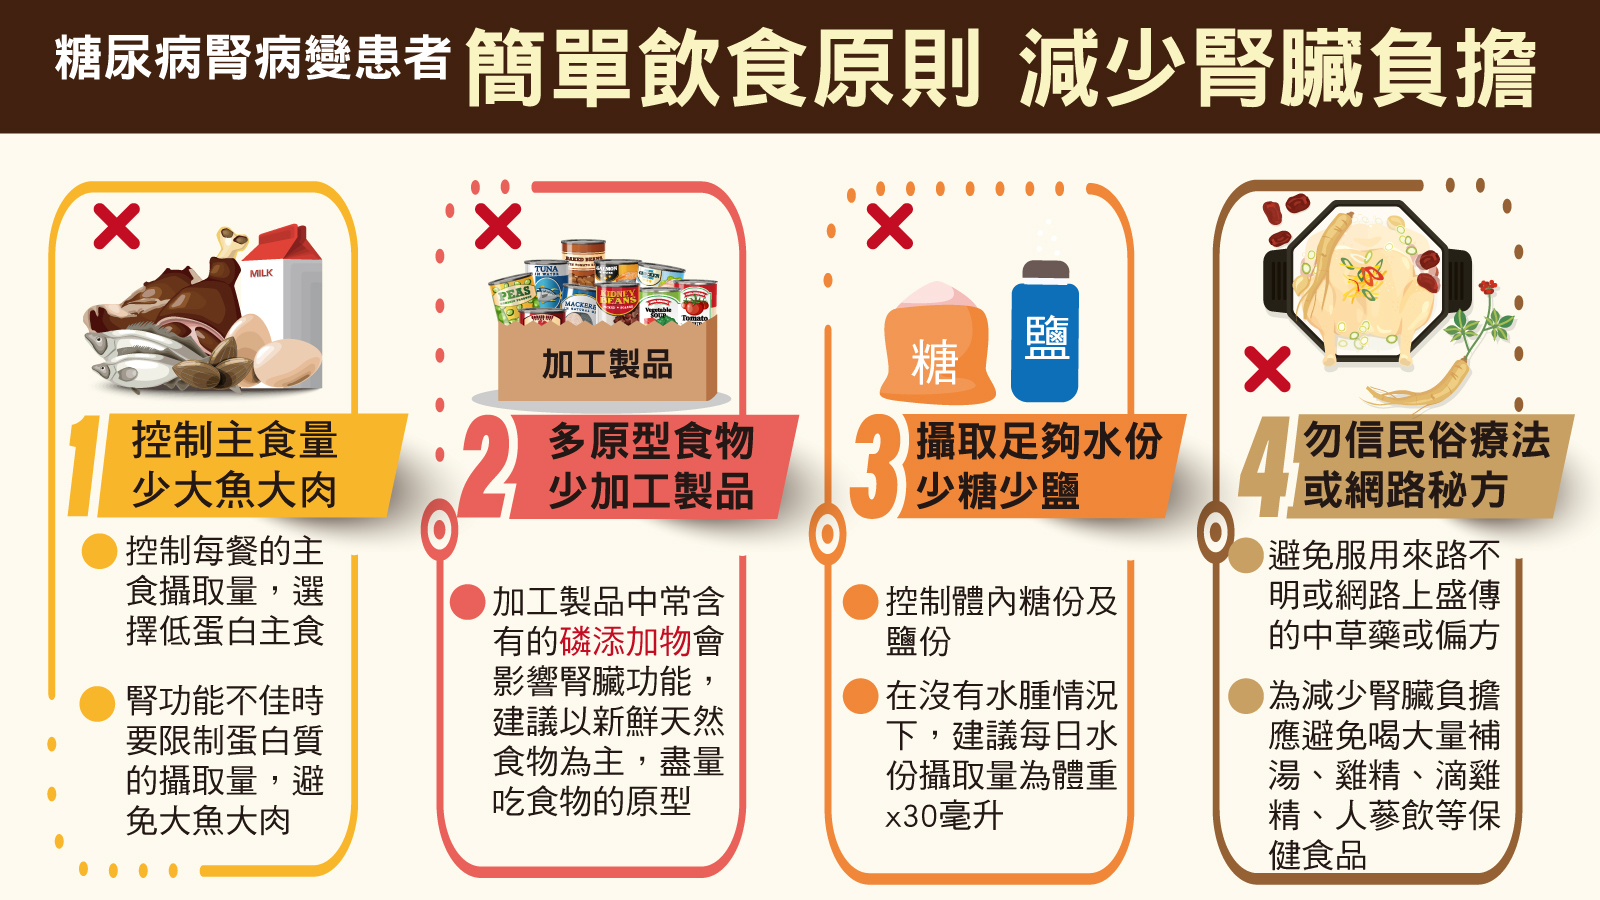 糖尿病腎病變患者 簡單飲食原則 減少腎臟負擔
MILK
1 控制主食量
少大魚大肉
控制每餐的主
食攝取量，選
擇低蛋白主食
腎功能不佳時
要限制蛋白質
的攝取量，避
免大魚大肉
BAKED BEANS
TUNA
IN WATER
SALMON
PEAS
MACKEREL
KIDNEY
BEANS
Vegetable
SOUP
Tomato
加工製品
2 多原型食物
少加工製品
加工製品中常含
有的磷添加物會
影響腎臟功能，
建議以新鮮天然
食物為主，盡量
吃食物的原型
糖
鹽
3 攝取足夠水份
少糖少鹽
控制體內糖份及
鹽份
在沒有水腫情況
下，建議每日水
份攝取量為體重
x30毫升
4 勿信民俗療法
或網路秘方
避免服用來路不
明或網路上盛傳
的中草藥或偏方
為減少腎臟負擔
應避免喝大量補
湯、雞精、滴雞
精、人蔘飲等保
健食品